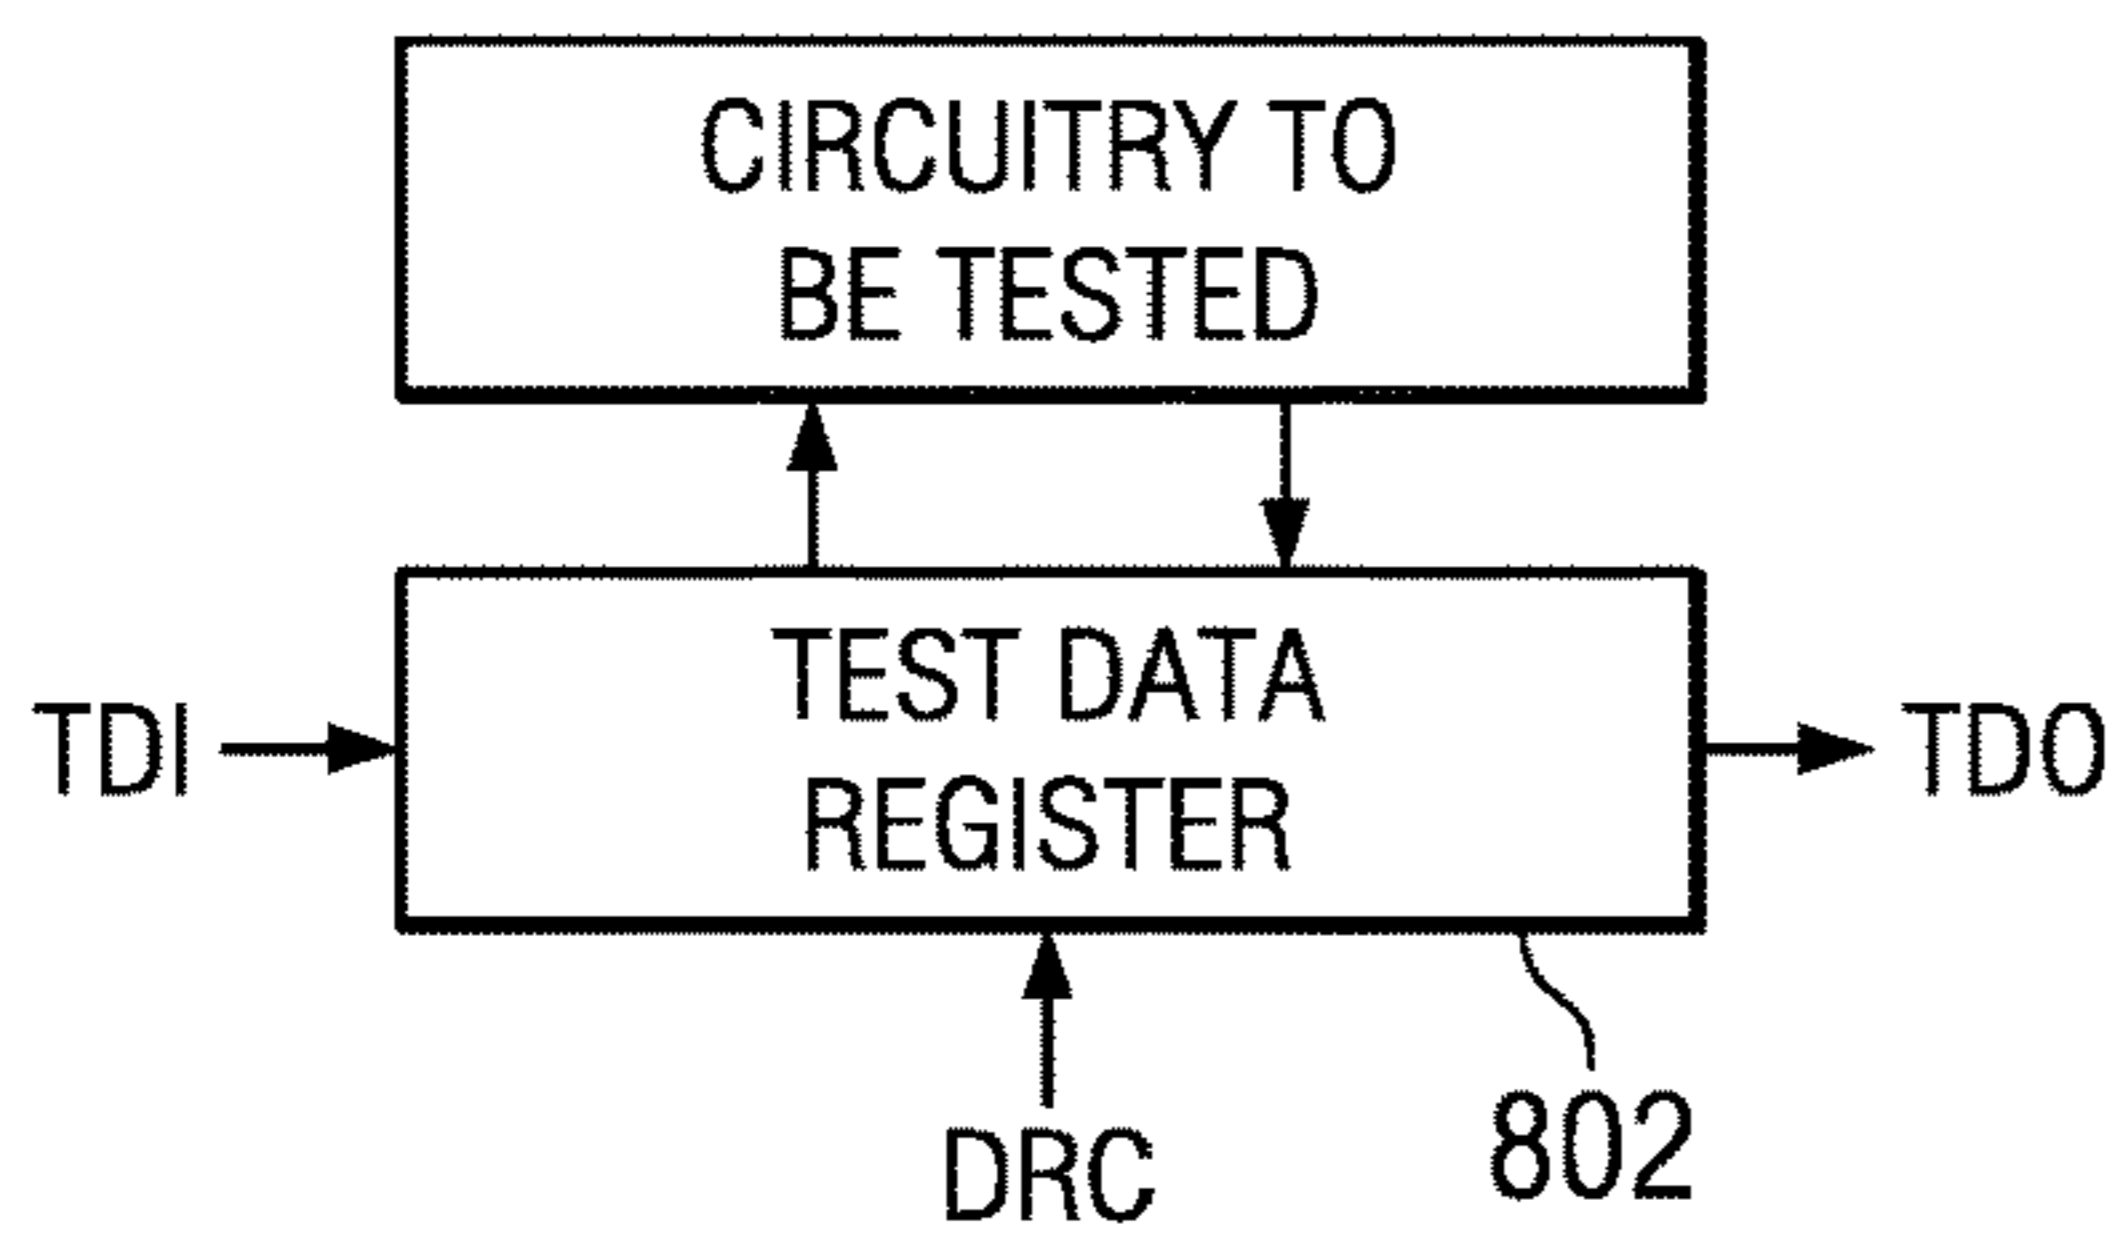 CIRCUITRY TO
BE TESTED
TEST DATA
REGISTER
TDI
TDO
DRC
802